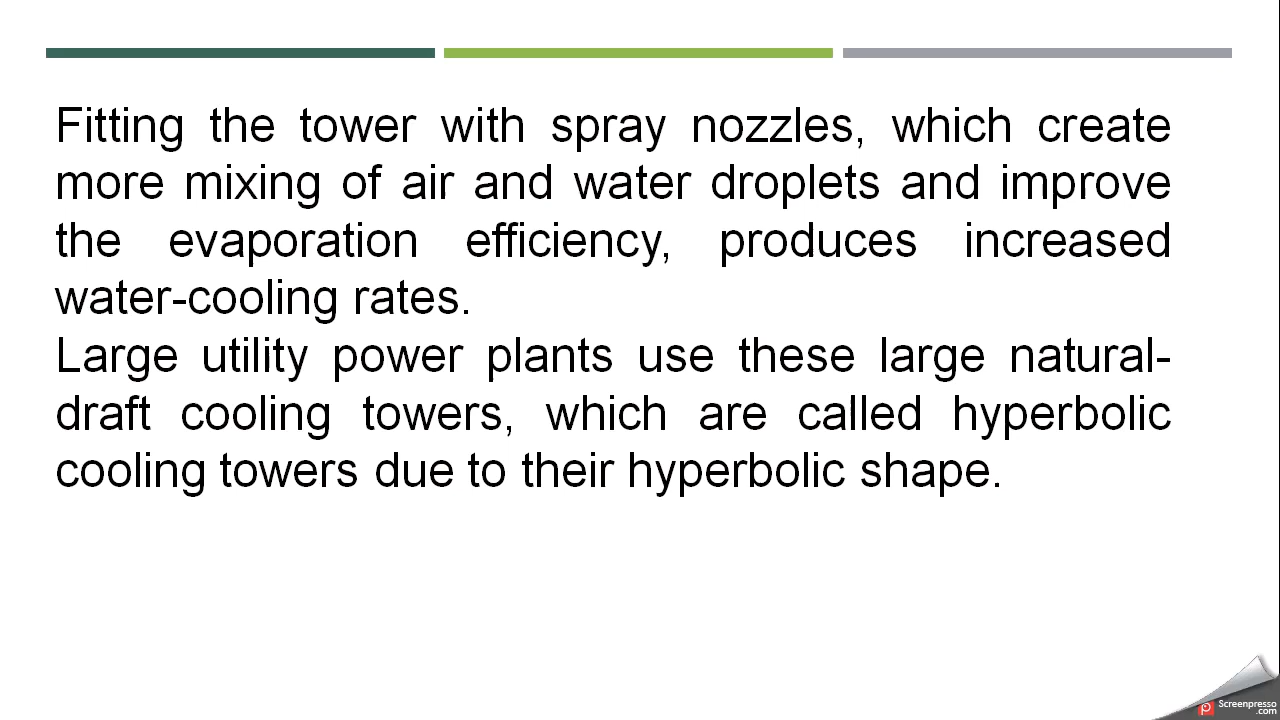 Fitting the tower with spray nozzles, which create
more mixing of air and water droplets and improve
the evaporation efficiency, produces increased
water-cooling rates.
Large utility power plants use these large natural-
draft cooling towers, which are called hyperbolic
cooling towers due to their hyperbolic shape.
Screenpresso
.com